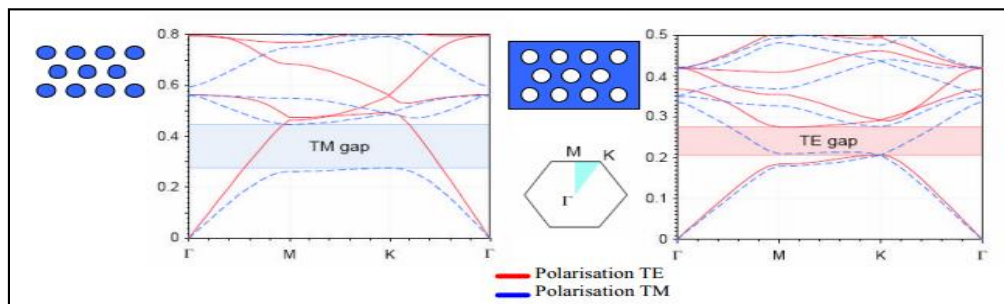 0.8
0.6
0.4
0.2
0
TM gap
Γ
M
K
Γ
M
K
Γ
0.5
0.4
0.3
0.2
0.1
0
TE gap
Γ
M
K
Γ
Polarisation TE
Polarisation TM